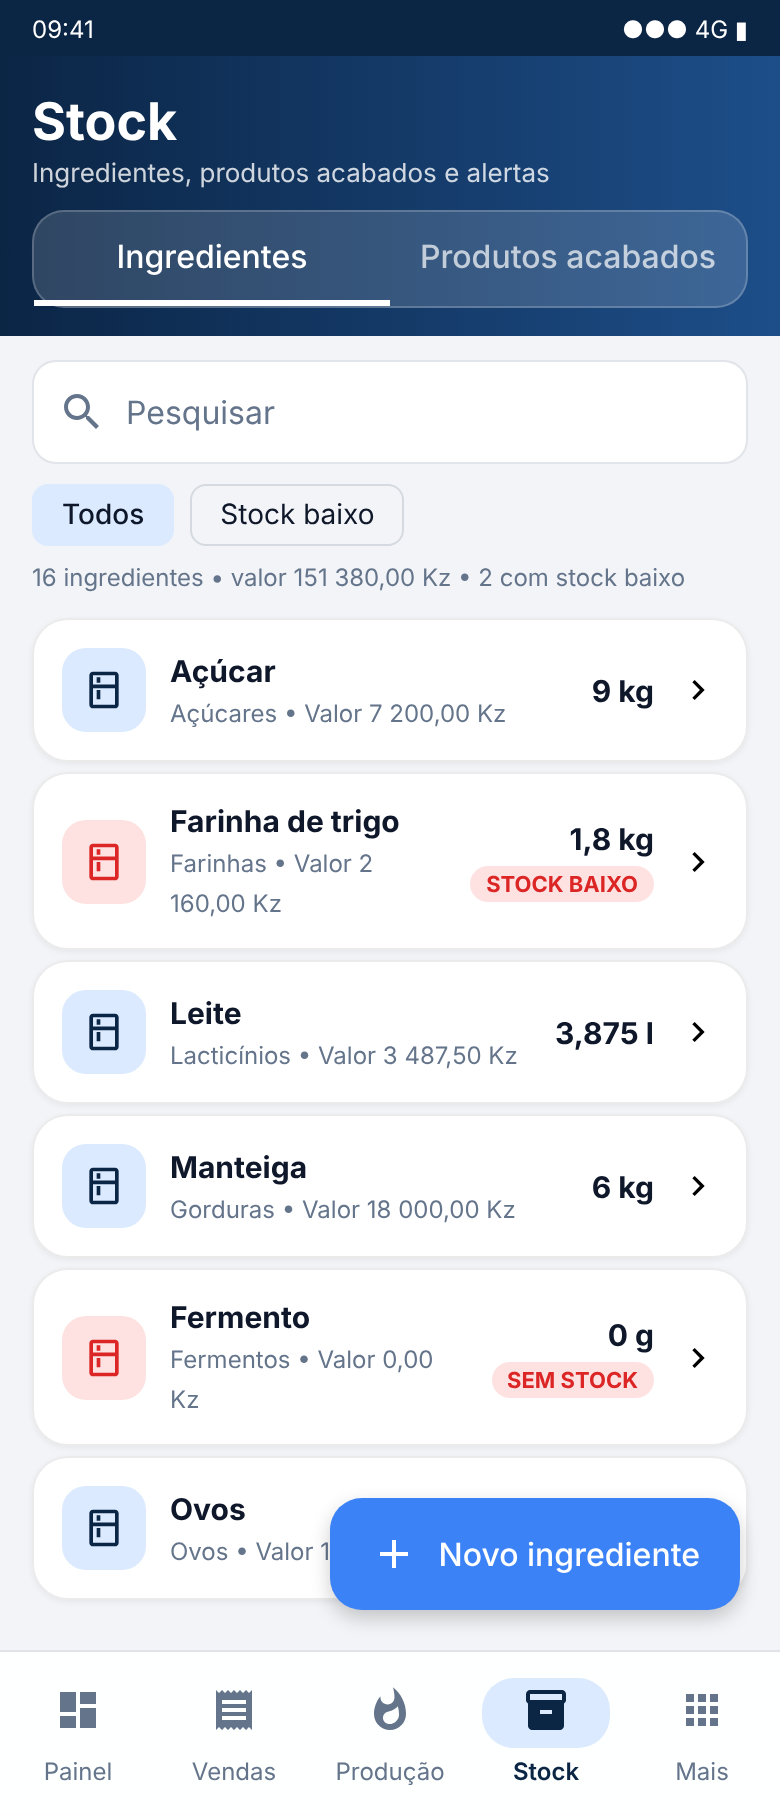 09:41 4G
Stock
Ingredientes, produtos acabados e alertas
Ingredientes Produtos acabados
Pesquisar
Todos Stock baixo
16 ingredientes • valor 151 380,00 Kz • 2 com stock baixo
Açúcar
Açúcares • Valor 7 200,00 Kz
9 kg
Farinha de trigo
Farinhas • Valor 2
160,00 Kz
1,8 kg
STOCK BAIXO
Leite
Lacticínios • Valor 3 487,50 Kz
3,875 l
Manteiga
Gorduras • Valor 18 000,00 Kz
6 kg
Fermento
Fermentos • Valor 0,00
Kz
0 g
SEM STOCK
Ovos
Ovos • Valor 1
Novo ingrediente
Painel Vendas Produção Stock Mais